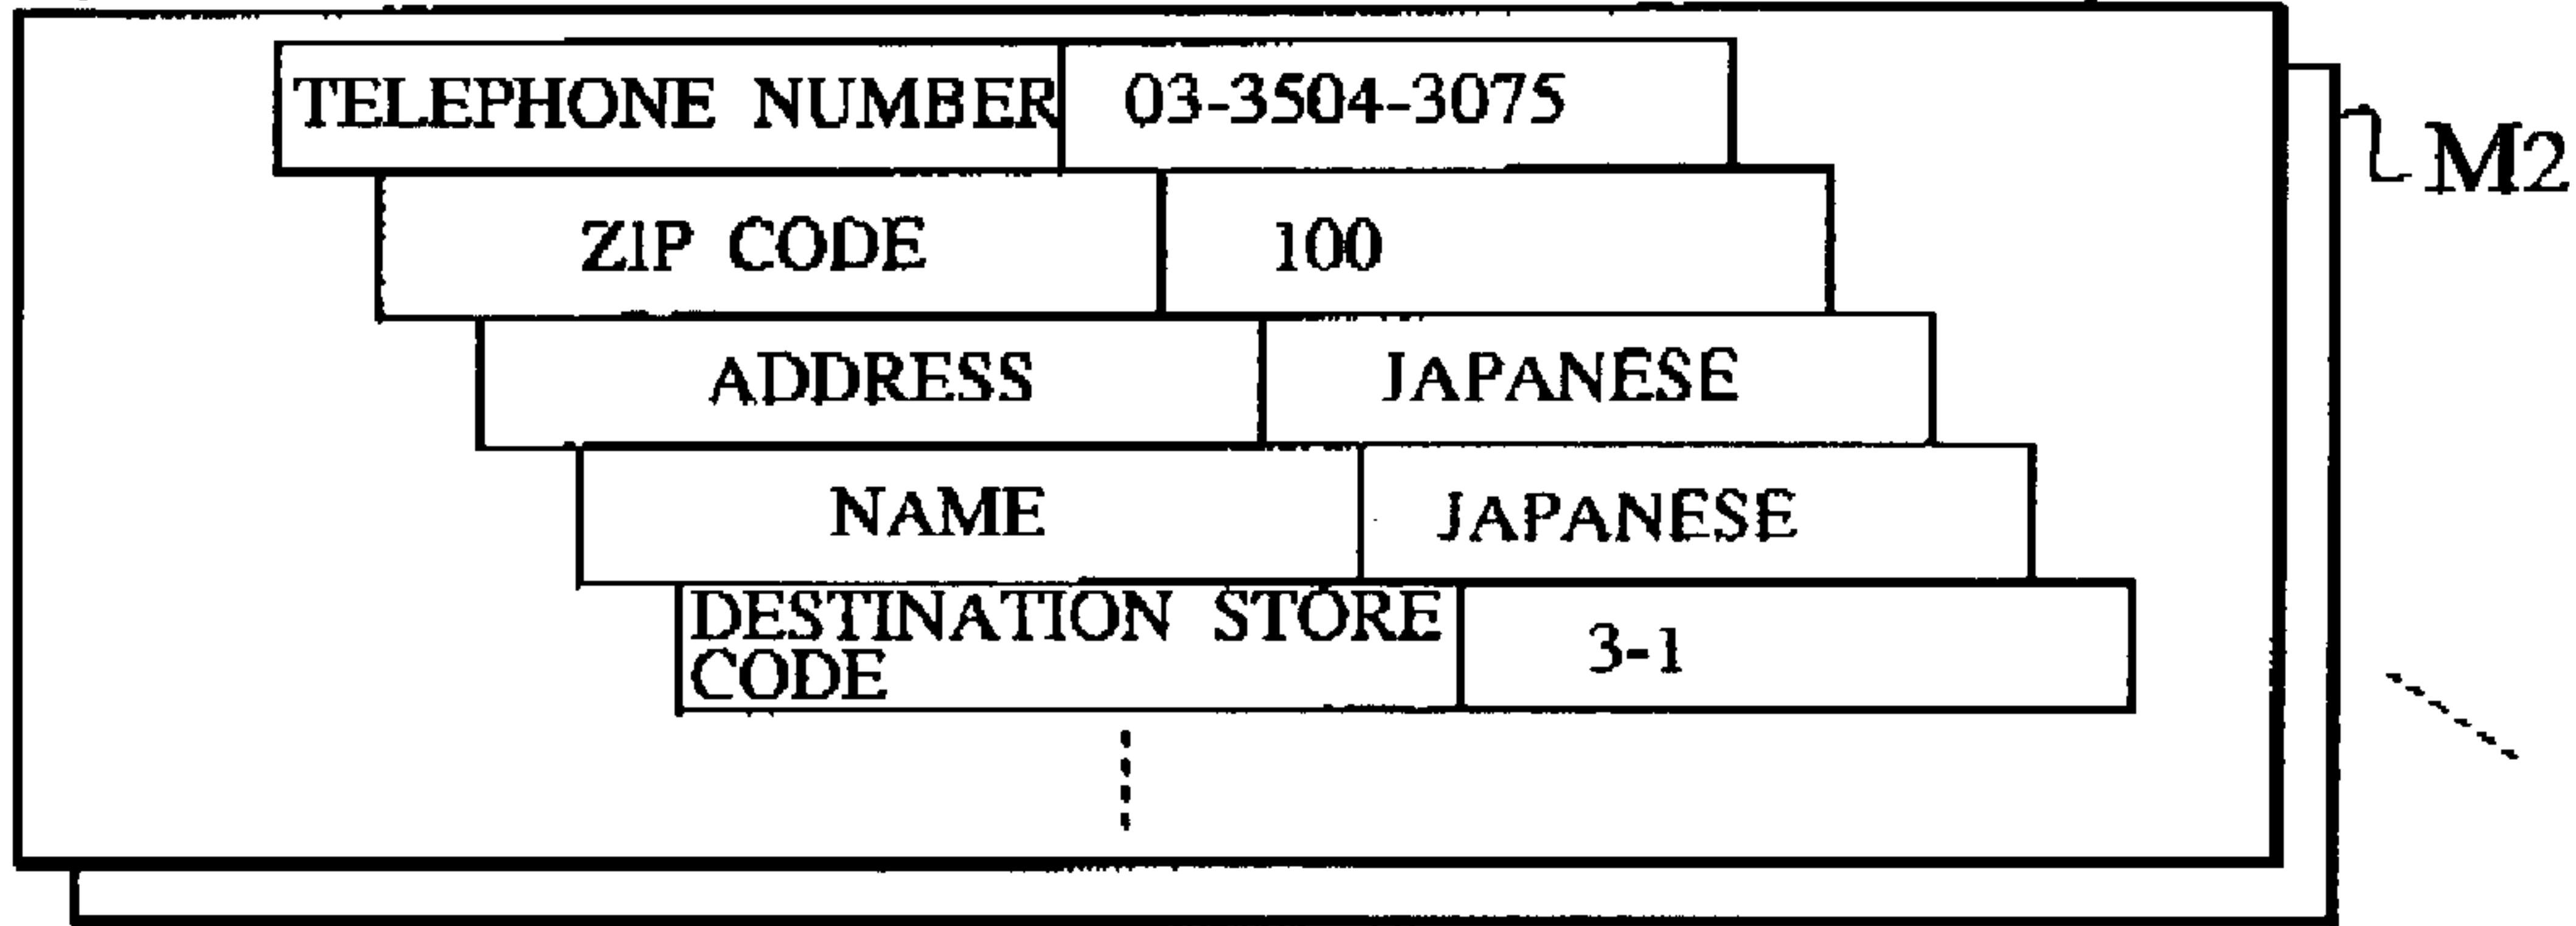 TELEPHONE NUMBER 03-3504-3075
M2
ZIP CODE 100
ADDRESS JAPANESE
NAME JAPANESE
DESTINATION STORE
CODE 3-1